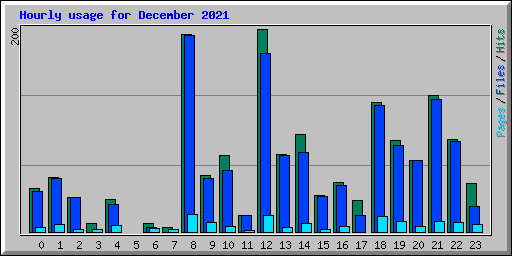 Hourly usage for December 2021
200
Pages/Files/Hits
0 1 2 3 4 5 6 7 8 9 10 11 12 13 14 15 16 17 18 19 20 21 22 23